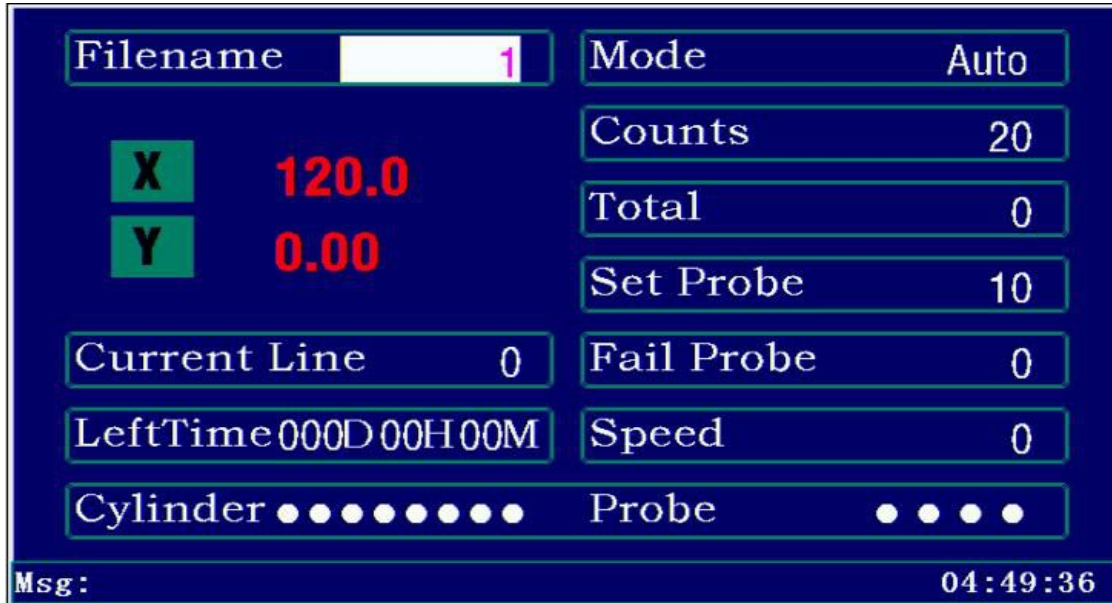 Filename 1
Mode Auto
Counts 20
X 120.0
Total 0
Y 0.00
Set Probe 10
Current Line 0
Fail Probe 0
LeftTime 000D 00H 00M
Speed 0
Cylinder
Probe
Msg:
04:49:36